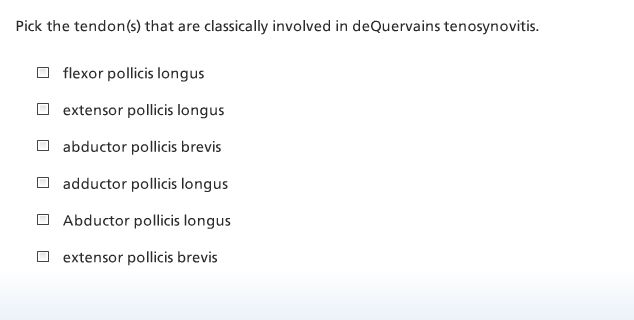 Pick the tendon(s) that are classically involved in deQuervains tenosynovitis.
flexor pollicis longus
extensor pollicis longus
abductor pollicis brevis
adductor pollicis longus
Abductor pollicis longus
extensor pollicis brevis